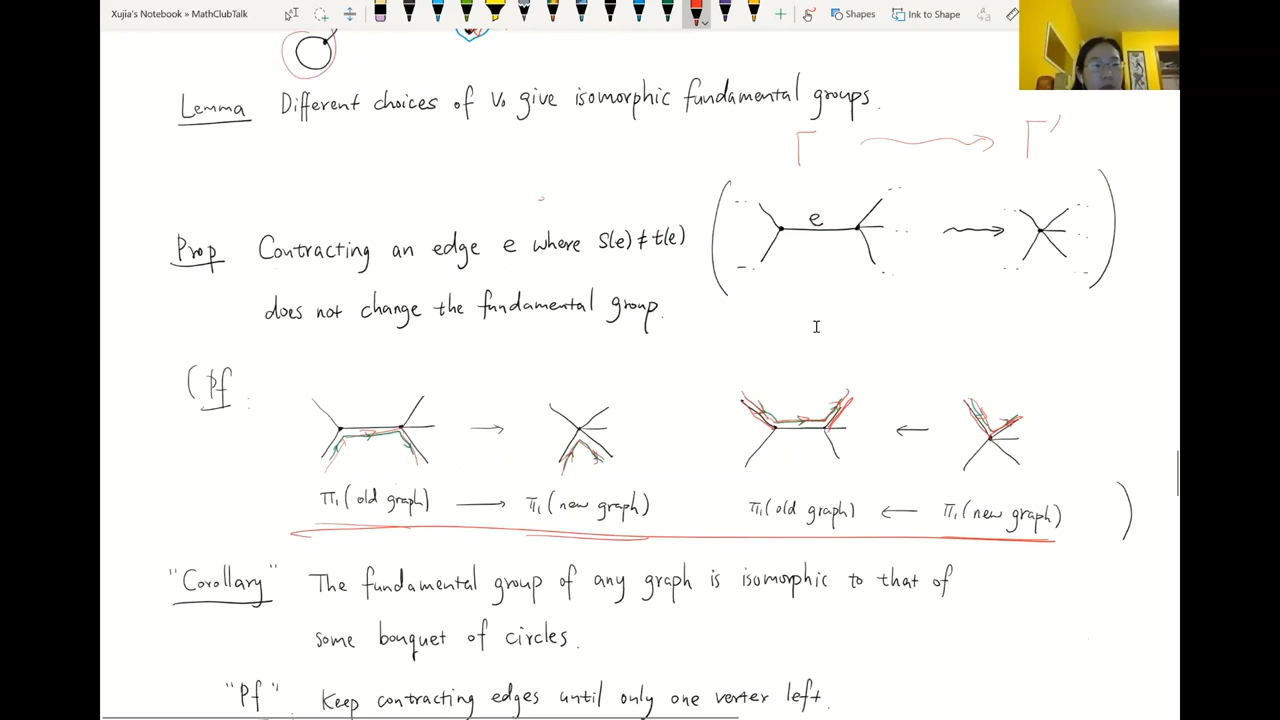 Xujia's Notebook » MathClubTalk
Shapes
Ink to Shape
Lemma Different choices of v₀ give isomorphic fundamental groups.
Γ Γ'
e
Prop Contracting an edge e where s(e) ≠ t(e)
does not change the fundamental group.
(Pf:
π₁(old graph) → π₁(new graph) π₁(old graph) ← π₁(new graph) )
"Corollary" The fundamental group of any graph is isomorphic to that of
some bouquet of circles.
"Pf" Keep contracting edges until only one vertex left.